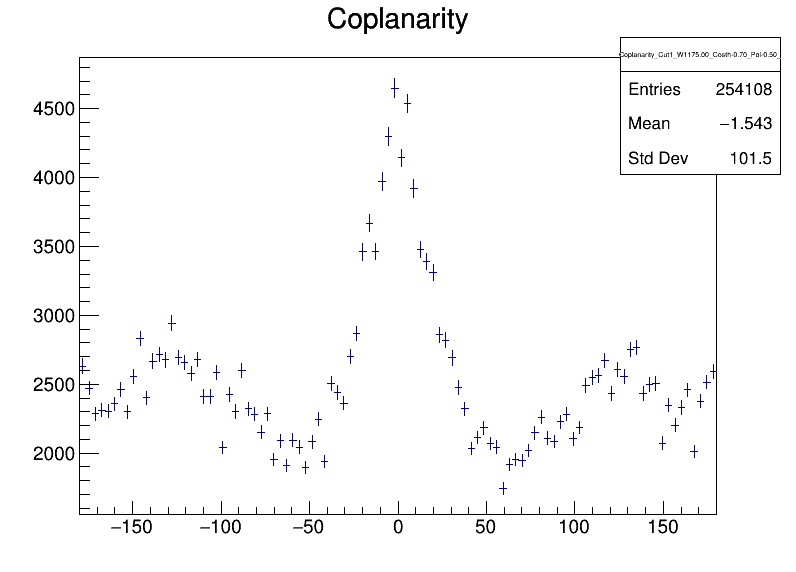 Coplanarity
Coplanarity_Cut1_W1175.00_Costh-0.70_Pol-0.50_
Entries 254108
Mean −1.543
Std Dev 101.5
4500
4000
3500
3000
2500
2000
−150 −100 −50 0 50 100 150